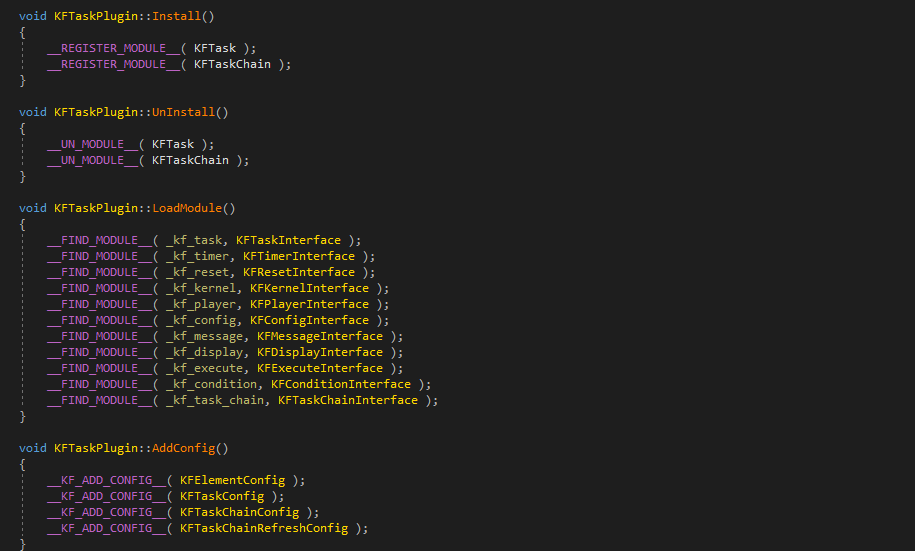 void KFTaskPlugin::Install()
{
__REGISTER_MODULE__( KFTask );
__REGISTER_MODULE__( KFTaskChain );
}
void KFTaskPlugin::UnInstall()
{
__UN_MODULE__( KFTask );
__UN_MODULE__( KFTaskChain );
}
void KFTaskPlugin::LoadModule()
{
__FIND_MODULE__( _kf_task, KFTaskInterface );
__FIND_MODULE__( _kf_timer, KFTimerInterface );
__FIND_MODULE__( _kf_reset, KFResetInterface );
__FIND_MODULE__( _kf_kernel, KFKernelInterface );
__FIND_MODULE__( _kf_player, KFPlayerInterface );
__FIND_MODULE__( _kf_config, KFConfigInterface );
__FIND_MODULE__( _kf_message, KFMessageInterface );
__FIND_MODULE__( _kf_display, KFDisplayInterface );
__FIND_MODULE__( _kf_execute, KFExecuteInterface );
__FIND_MODULE__( _kf_condition, KFConditionInterface );
__FIND_MODULE__( _kf_task_chain, KFTaskChainInterface );
}
void KFTaskPlugin::AddConfig()
{
__KF_ADD_CONFIG__( KFElementConfig );
__KF_ADD_CONFIG__( KFTaskConfig );
__KF_ADD_CONFIG__( KFTaskChainConfig );
__KF_ADD_CONFIG__( KFTaskChainRefreshConfig );
}